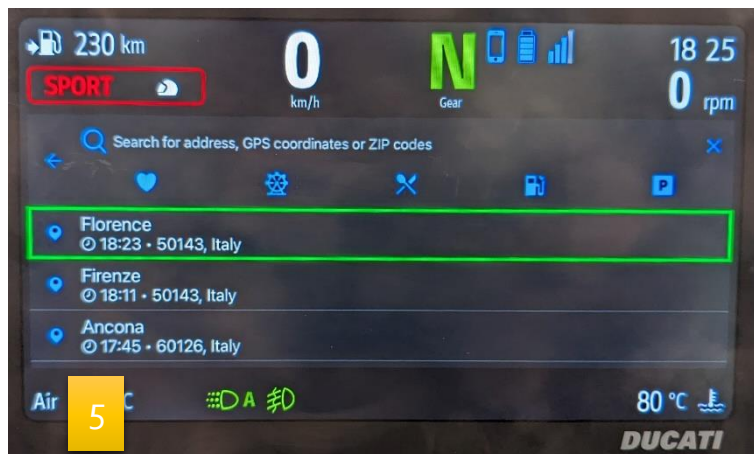 230 km
SPORT
0
km/h
N
Gear
18 25
0 rpm
Search for address, GPS coordinates or ZIP codes
P
Florence
18:23 • 50143, Italy
Firenze
18:11 • 50143, Italy
Ancona
17:45 • 60126, Italy
Air
5
C
A
80 °C
DUCATI